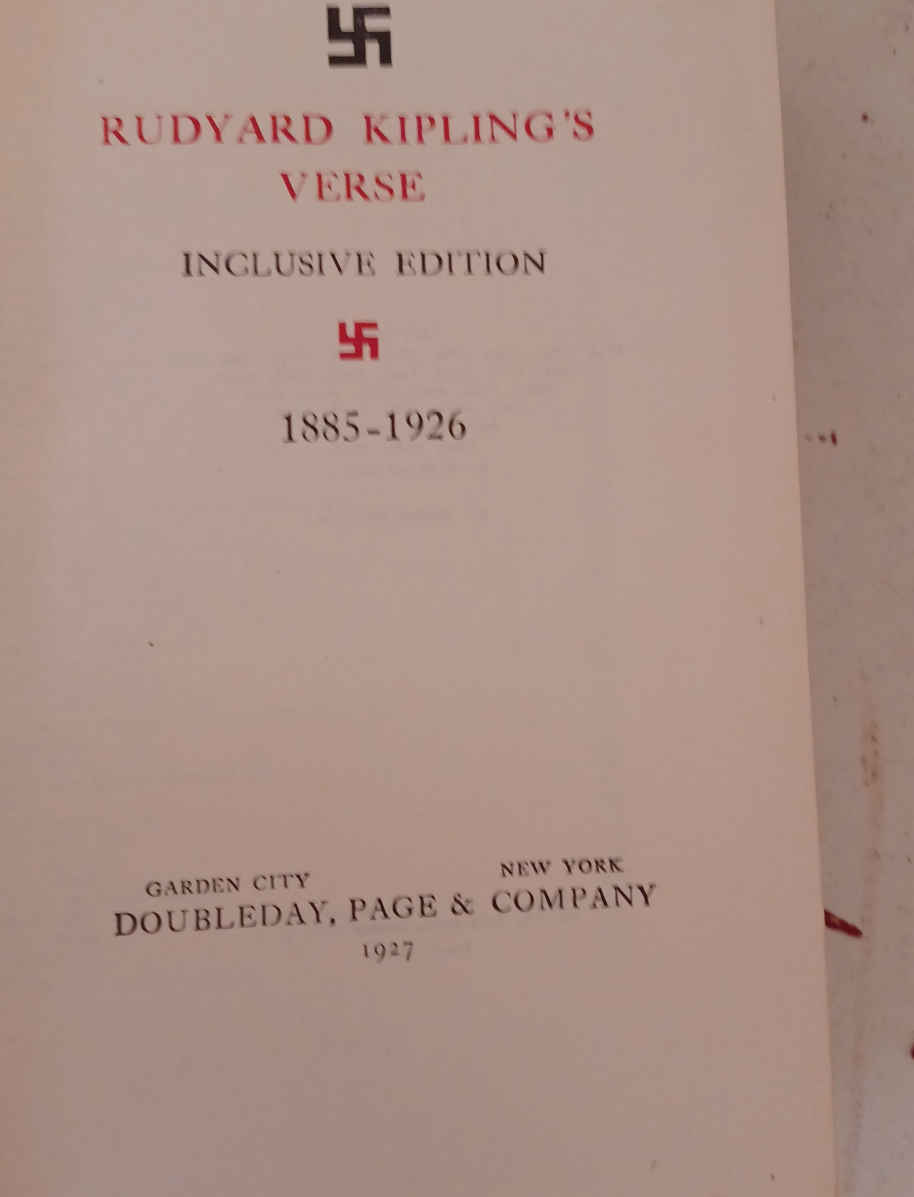 RUDYARD KIPLING'S
VERSE
INCLUSIVE EDITION
1885-1926
GARDEN CITY NEW YORK
DOUBLEDAY, PAGE & COMPANY
1927